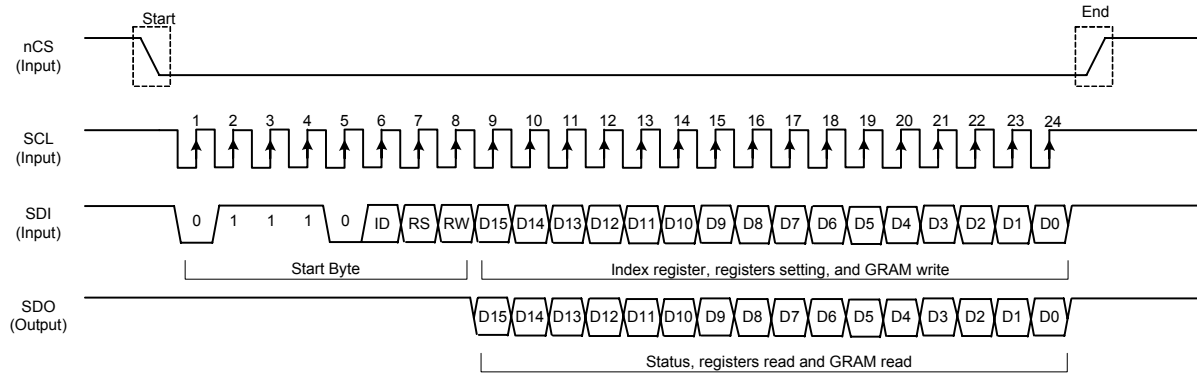 Start End
nCS
(Input)
1 2 3 4 5 6 7 8 9 10 11 12 13 14 15 16 17 18 19 20 21 22 23 24
SCL
(Input)
SDI
(Input)
0 1 1 1 0 ID RS RW D15 D14 D13 D12 D11 D10 D9 D8 D7 D6 D5 D4 D3 D2 D1 D0
Start Byte Index register, registers setting, and GRAM write
SDO
(Output)
D15 D14 D13 D12 D11 D10 D9 D8 D7 D6 D5 D4 D3 D2 D1 D0
Status, registers read and GRAM read